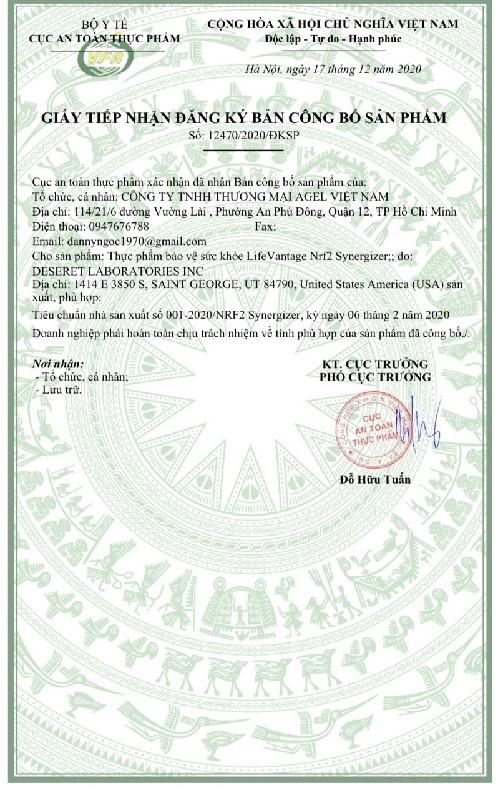 BỘ Y TẾ
CỤC AN TOÀN THỰC PHẨM
VFA
CỘNG HÒA XÃ HỘI CHỦ NGHĨA VIỆT NAM
Độc lập - Tự do - Hạnh phúc
Hà Nội, ngày 17 tháng 12 năm 2020
GIẤY TIẾP NHẬN ĐĂNG KÝ BẢN CÔNG BỐ SẢN PHẨM
Số: 12470/2020/ĐKSP
Cục an toàn thực phẩm xác nhận đã nhận Bản công bố sản phẩm của:
Tổ chức, cá nhân: CÔNG TY TNHH THƯƠNG MẠI AGEL VIỆT NAM
Địa chỉ: 114/21/6 đường Vườn Lài , Phường An Phú Đông, Quận 12, TP Hồ Chí Minh
Điện thoại: 0947676788 Fax:
Email: dannyngoc1970@gmail.com
Cho sản phẩm: Thực phẩm bảo vệ sức khỏe LifeVantage Nrf2 Synergizer;; do:
DESERET LABORATORIES INC
Địa chỉ: 1414 E 3850 S, SAINT GEORGE, UT 84790, United States America (USA) sản
xuất, phù hợp:
Tiêu chuẩn nhà sản xuất số 001-2020/NRF2 Synergizer, ký ngày 06 tháng 2 năm 2020
Doanh nghiệp phải hoàn toàn chịu trách nhiệm về tính phù hợp của sản phẩm đã công bố./.
Nơi nhận:
- Tổ chức, cá nhân;
- Lưu trữ.
KT. CỤC TRƯỞNG
PHÓ CỤC TRƯỞNG
CỤC
AN TOÀN
THỰC PHẨM
Đỗ Hữu Tuấn